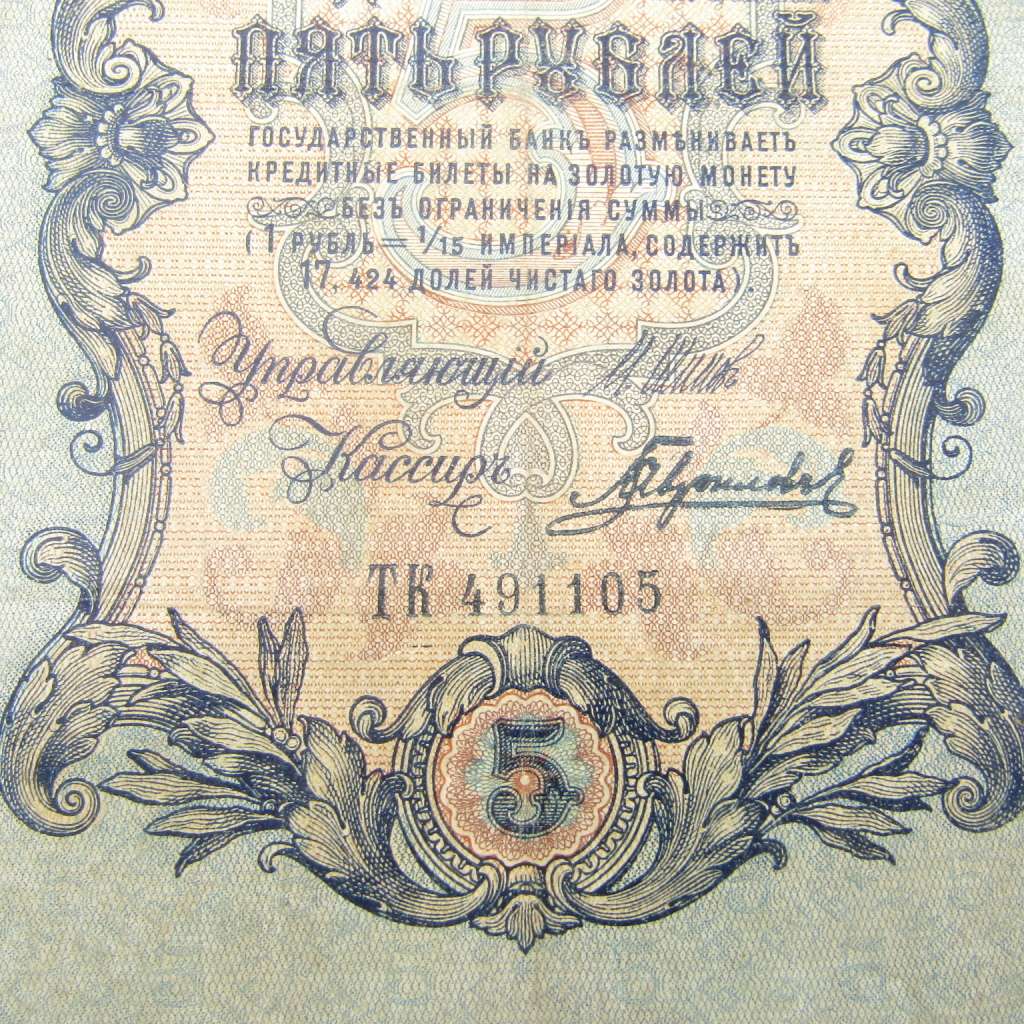 ПЯТЬ РУБЛЕЙ
ГОСУДАРСТВЕННЫЙ БАНКЪ РАЗМѢНИВАЕТЪ
КРЕДИТНЫЕ БИЛЕТЫ НА ЗОЛОТУЮ МОНЕТУ
БЕЗЪ ОГРАНИЧЕНІЯ СУММЫ
(1 РУБЛЬ = 1/15 ИМПЕРІАЛА, СОДЕРЖИТЪ
17,424 ДОЛЕЙ ЧИСТАГО ЗОЛОТА).
Управляющій
Кассиръ
ТК 491105
5